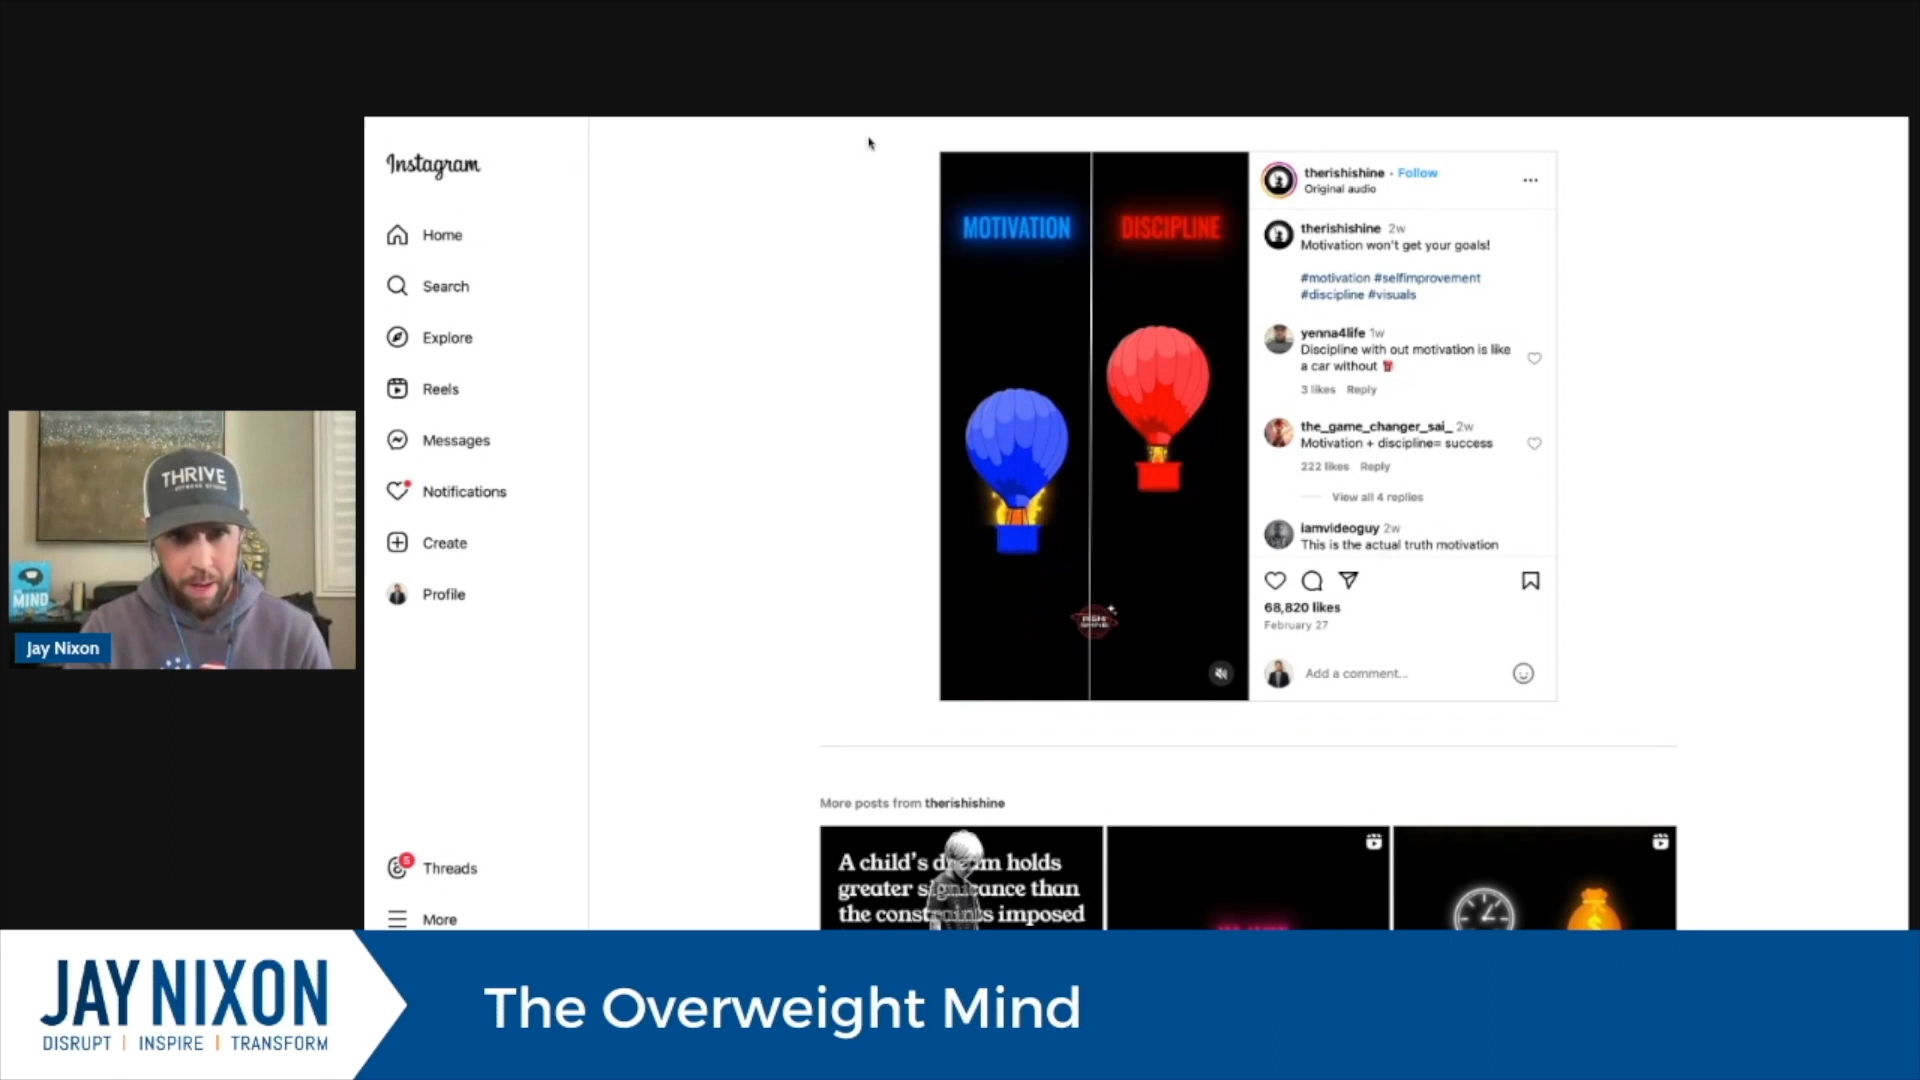 Instagram
Home
Search
Explore
Reels
Messages
Notifications
Create
Profile
5
Threads
More
MOTIVATION
DISCIPLINE
therishishine • Follow
Original audio
therishishine 2w
Motivation won't get your goals!
#motivation #selfimprovement
#discipline #visuals
yenna4life 1w
Discipline with out motivation is like
a car without
3 likes Reply
the_game_changer_sai_ 2w
Motivation + discipline= success
222 likes Reply
View all 4 replies
iamvideoguy 2w
This is the actual truth motivation
68,820 likes
February 27
Add a comment...
More posts from therishishine
A child's dream holds
greater significance than
the constraints imposed
THRIVE
MIND
Jay Nixon
JAY NIXON
DISRUPT | INSPIRE | TRANSFORM
The Overweight Mind